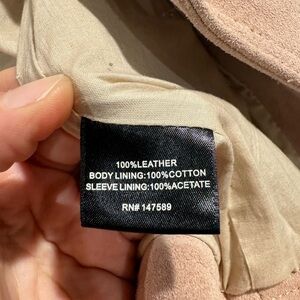 100%LEATHER
BODY LINING:100%COTTON
SLEEVE LINING:100%ACETATE
RN# 147589